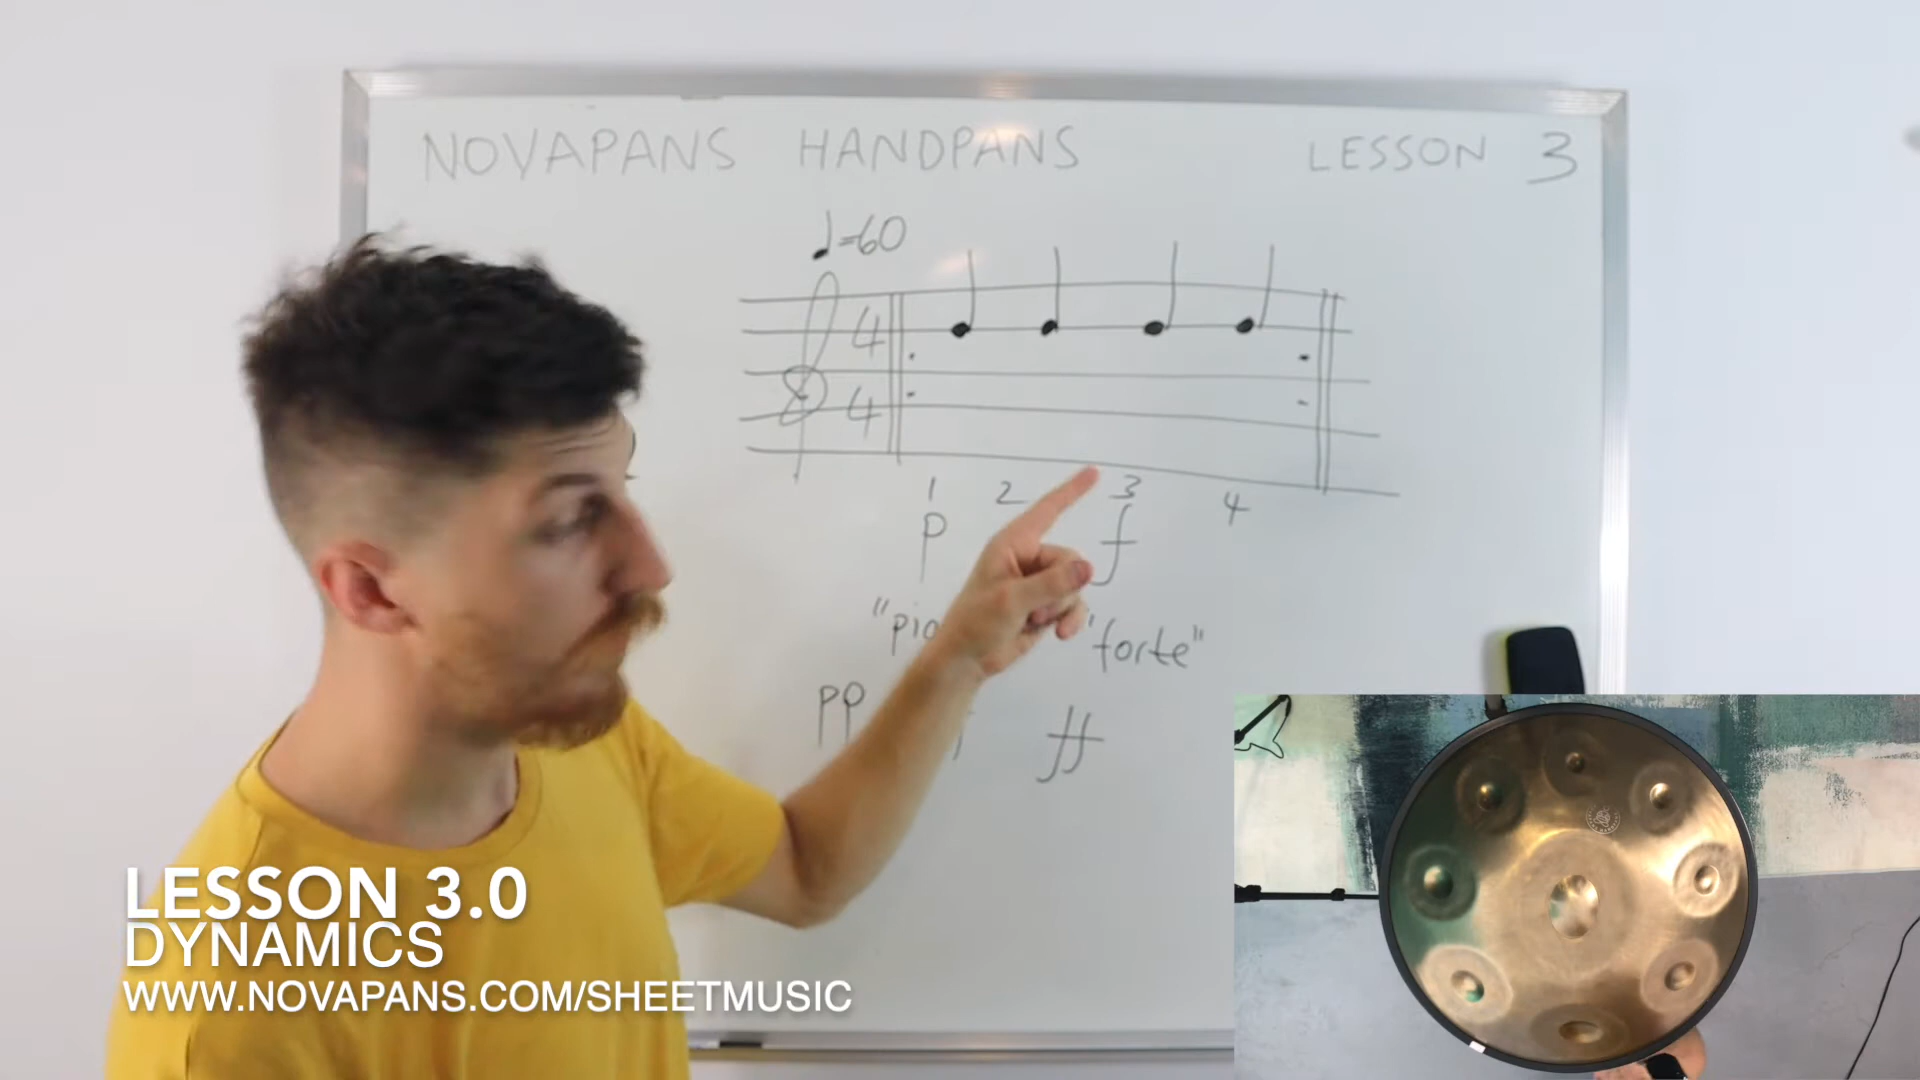 NOVAPANS HANDPANS LESSON 3
♩=60
4
4
1 2 3 4
p f
"forte"
pp ff
LESSON 3.0
DYNAMICS
WWW.NOVAPANS.COM/SHEETMUSIC